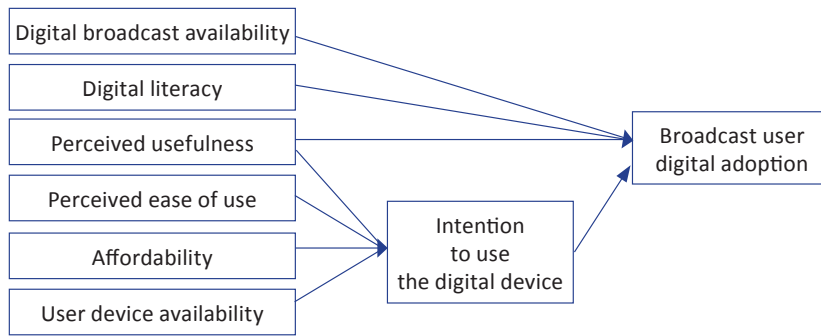 Digital broadcast availability
Digital literacy
Perceived usefulness
Perceived ease of use
Affordability
User device availability
Intention
to use
the digital device
Broadcast user
digital adoption